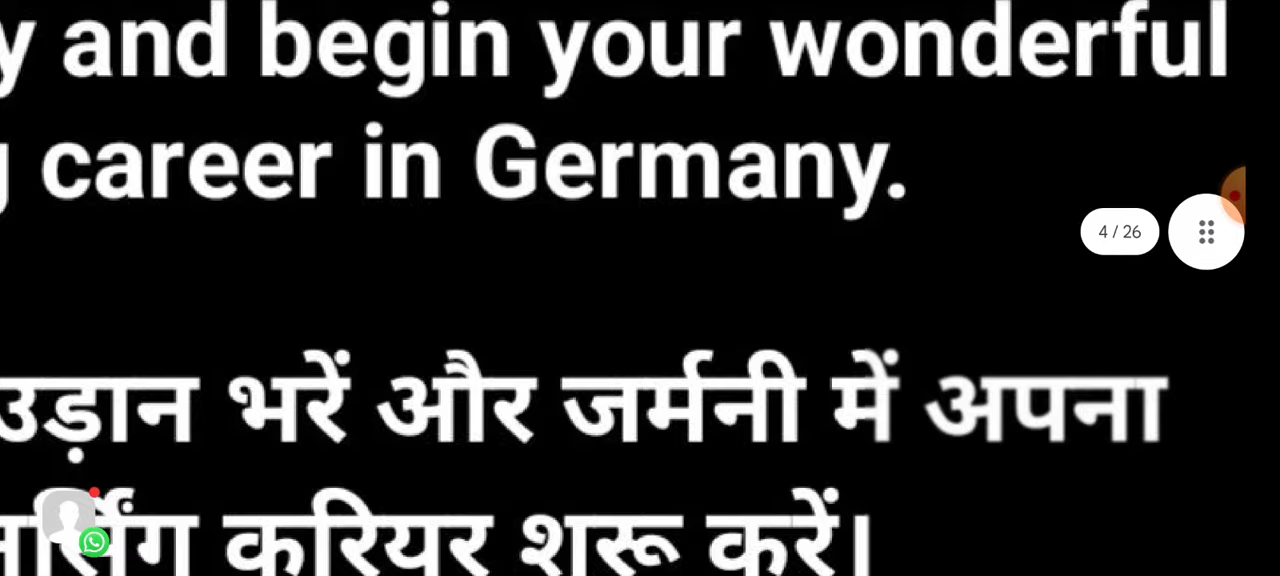 y and begin your wonderful
career in Germany.
4 / 26
उड़ान भरें और जर्मनी में अपना
करियर शुरू करें।